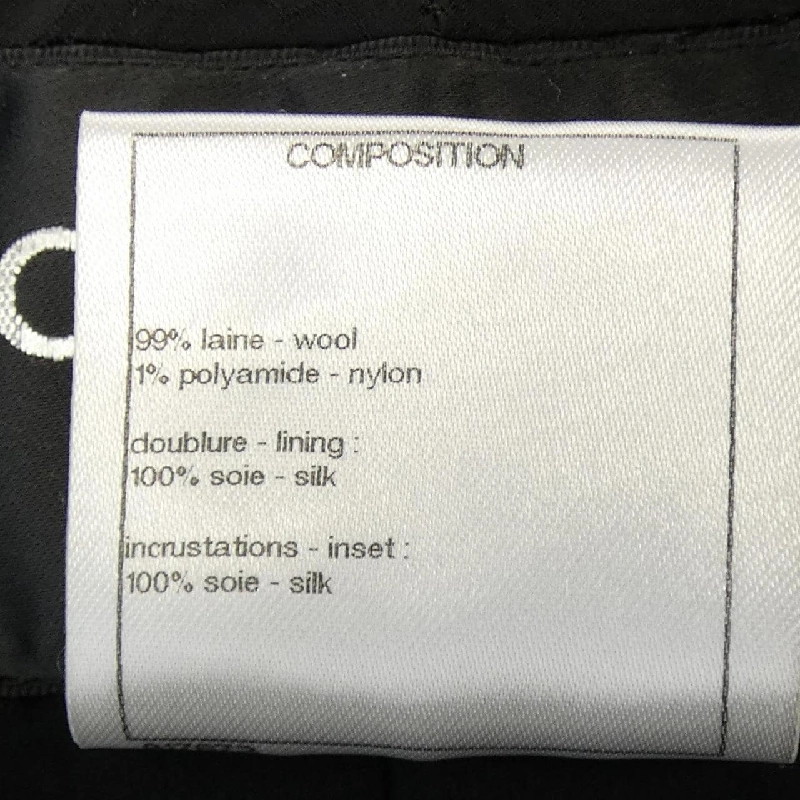 COMPOSITION
99% laine - wool
1% polyamide - nylon
doublure - lining :
100% soie - silk
incrustations - inset :
100% soie - silk